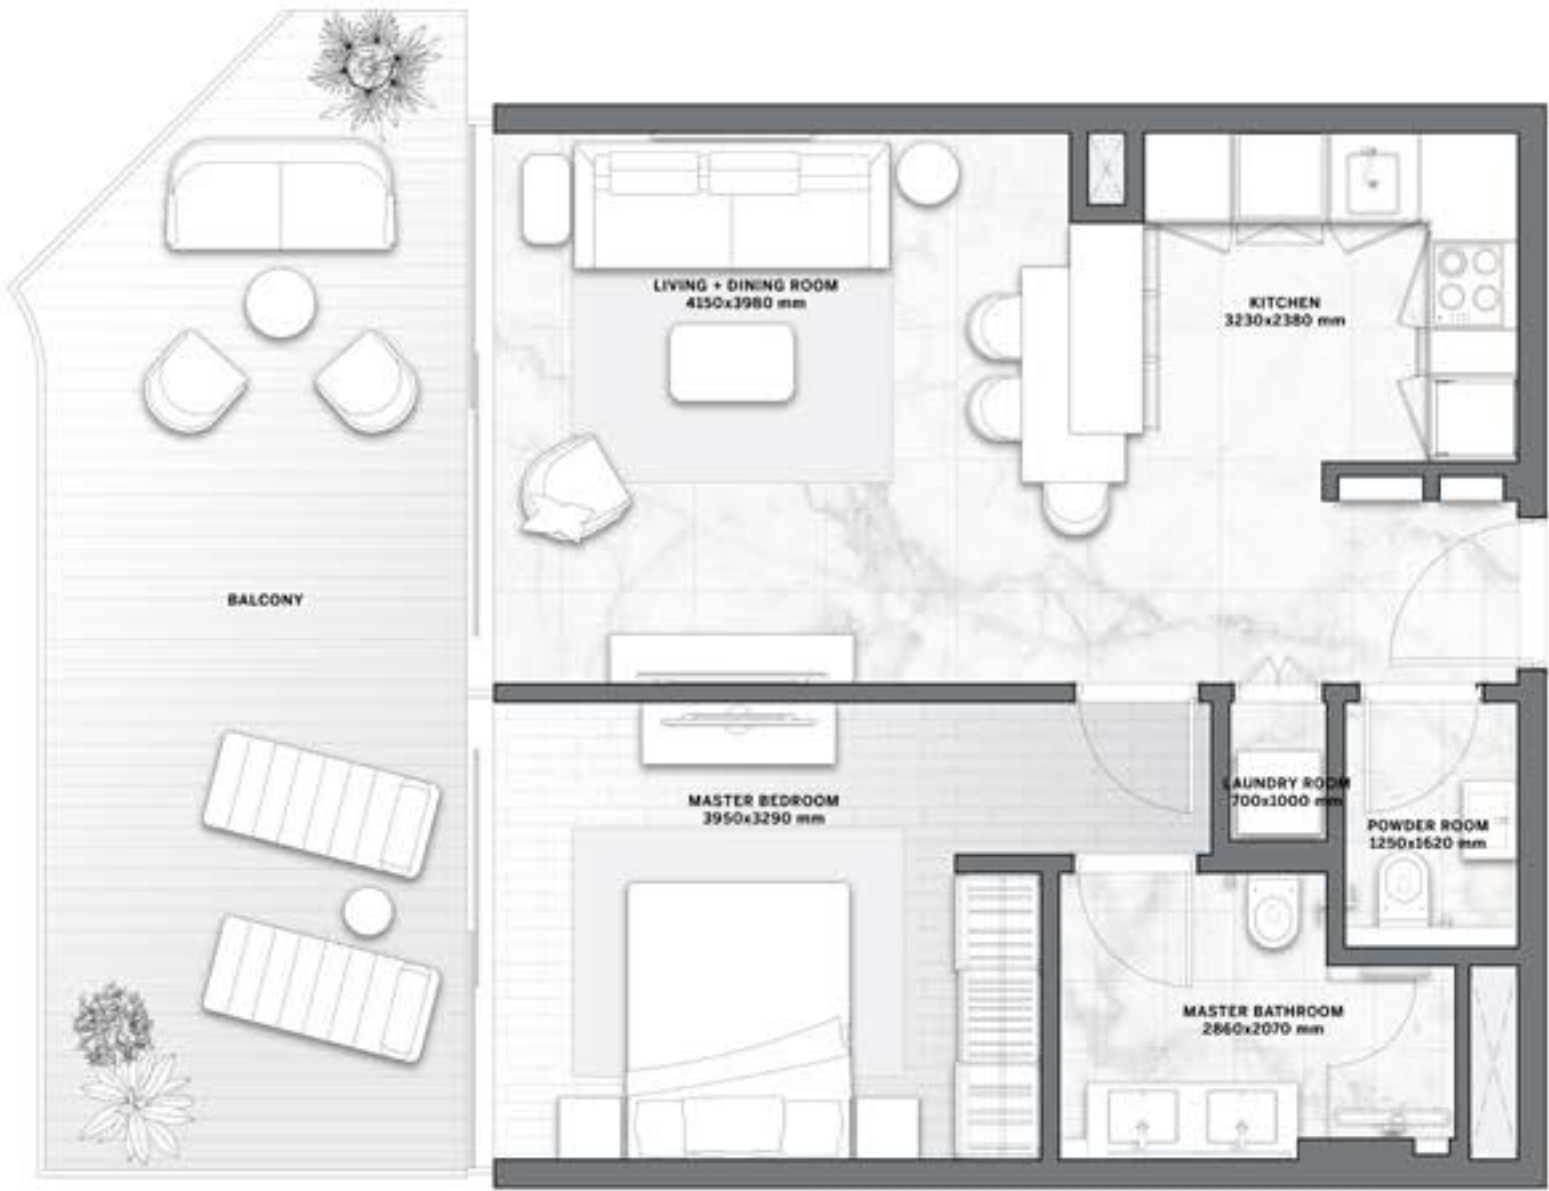 LIVING + DINING ROOM
4150x3980 mm
KITCHEN
3230x2380 mm
BALCONY
MASTER BEDROOM
3950x3290 mm
LAUNDRY ROOM
700x1000 mm
POWDER ROOM
1250x1620 mm
MASTER BATHROOM
2860x2070 mm